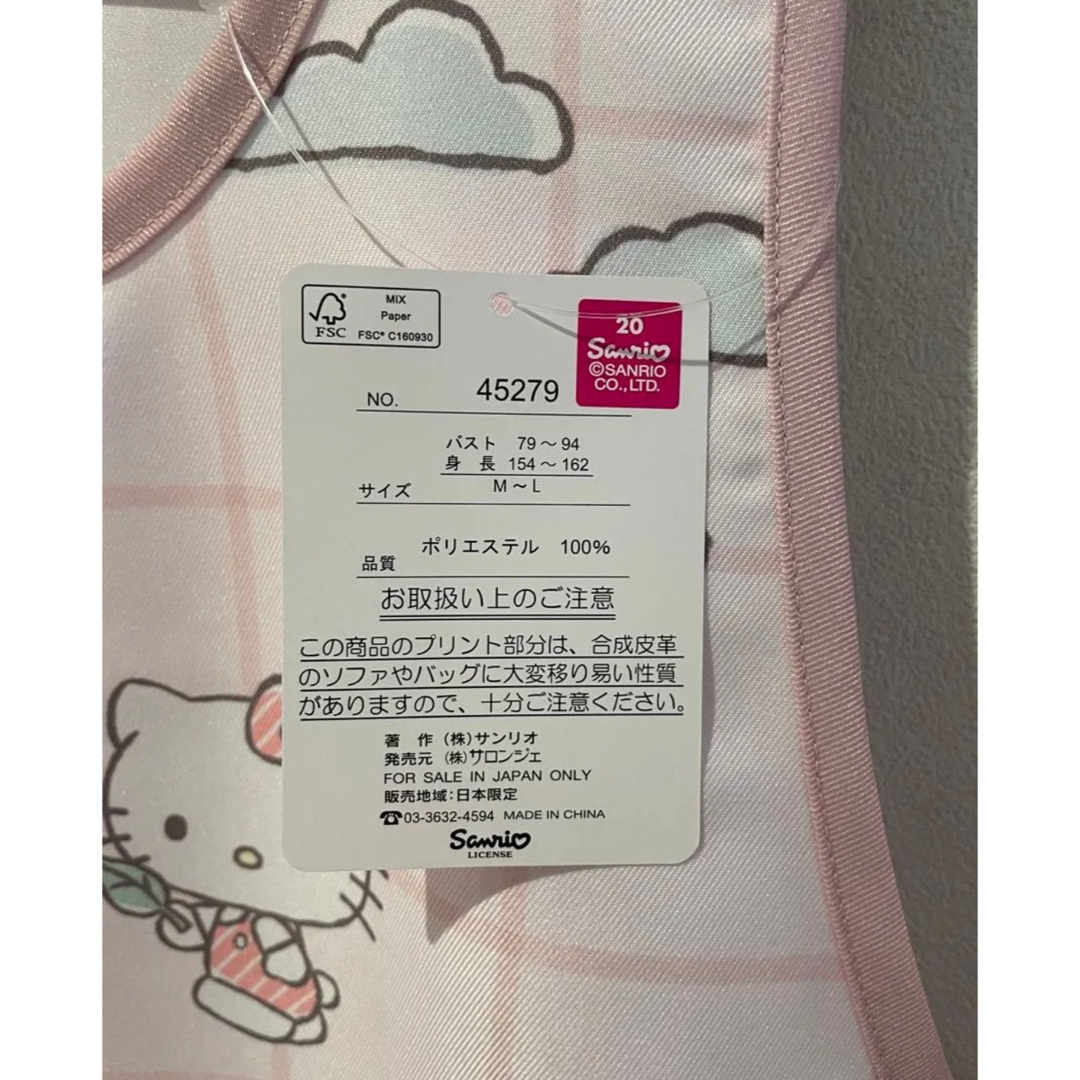 FSC
MIX
Paper
FSC® C160930
20
Sanrio
©SANRIO
CO., LTD.
NO. 45279
バスト 79～94
身 長 154～162
サイズ M～L
品質 ポリエステル 100%
お取扱い上のご注意
この商品のプリント部分は、合成皮革
のソファやバッグに大変移り易い性質
がありますので、十分ご注意ください。
著 作 (株)サンリオ
発売元 (株)サロンジェ
FOR SALE IN JAPAN ONLY
販売地域:日本限定
☎03-3632-4594 MADE IN CHINA
Sanrio
LICENSE